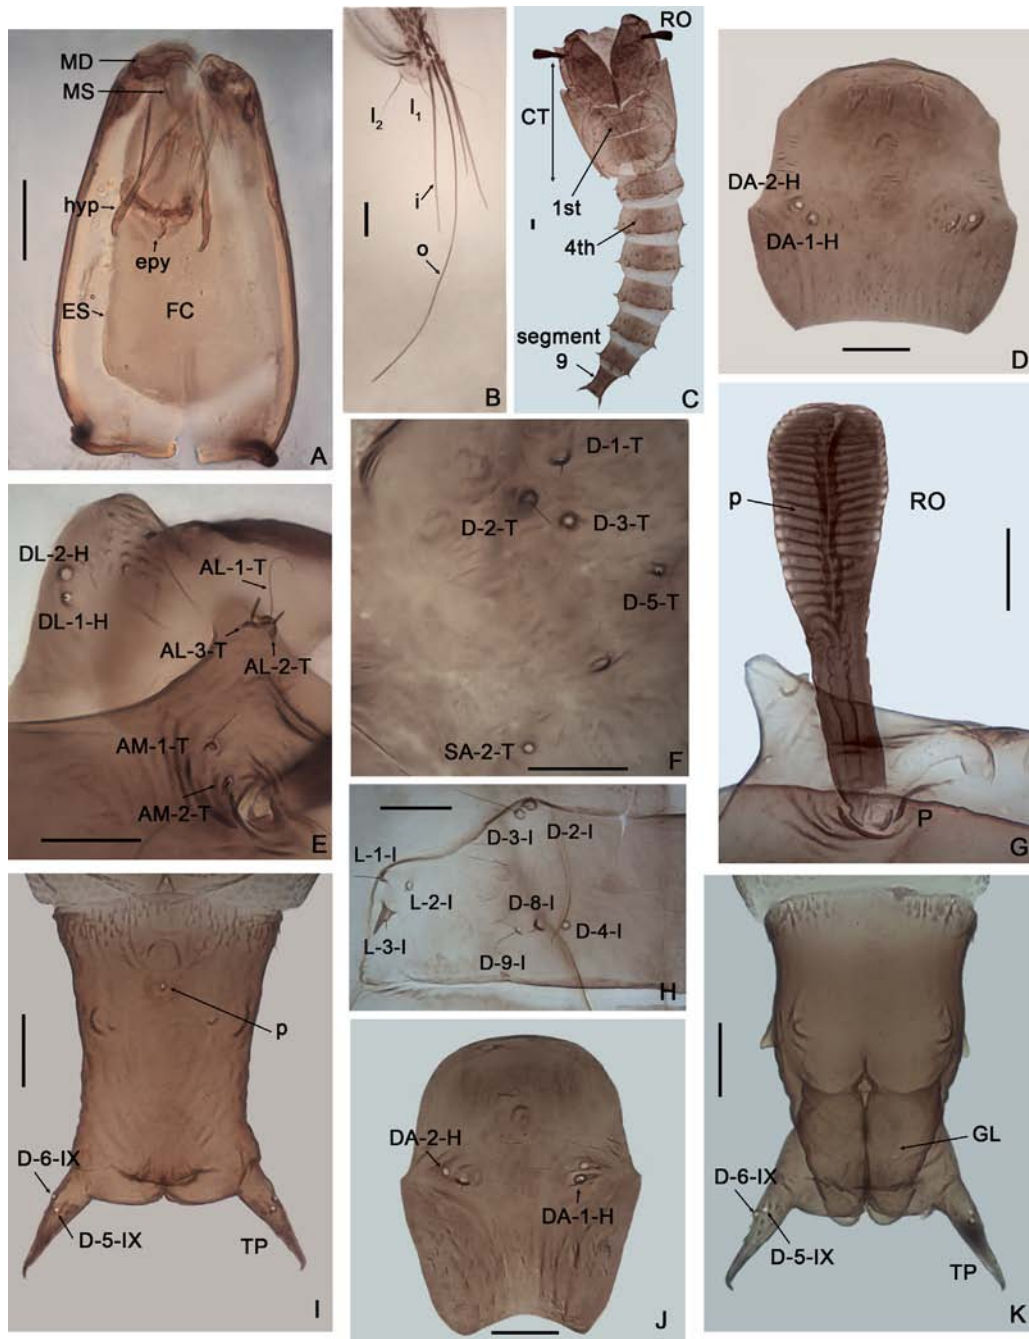 MD
MS
hyp
epy
ES
FC
A
l2
l1
i
o
B
RO
CT
1st
4th
segment
9
C
DA-2-H
DA-1-H
D
DL-2-H
DL-1-H
AL-1-T
AL-3-T
AL-2-T
AM-1-T
AM-2-T
E
D-1-T
D-2-T
D-3-T
D-5-T
SA-2-T
F
p
RO
P
G
D-3-I
D-2-I
L-1-I
L-2-I
D-8-I
L-3-I
D-4-I
D-9-I
H
p
D-6-IX
D-5-IX
TP
I
DA-2-H
DA-1-H
J
GL
D-6-IX
D-5-IX
TP
K